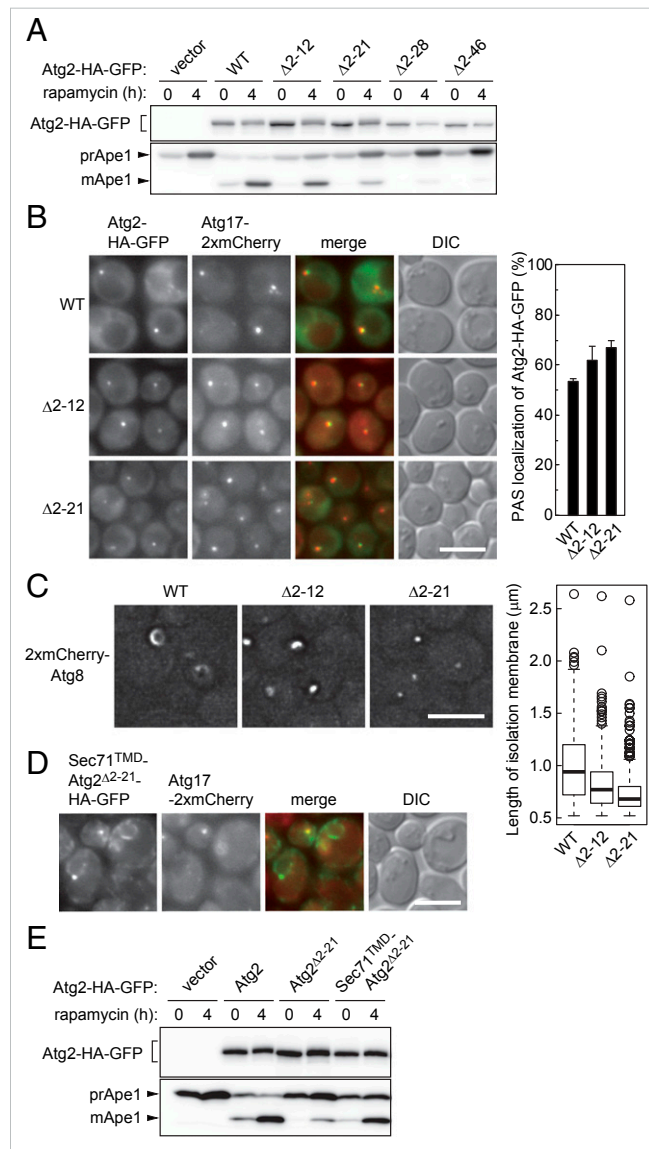 A
Atg2-HA-GFP: vector WT Δ2-12 Δ2-21 Δ2-28 Δ2-46
rapamycin (h): 0 4 0 4 0 4 0 4 0 4 0 4
Atg2-HA-GFP
prApe1
mApe1
B
Atg2-
HA-GFP
Atg17-
2xmCherry
merge
DIC
WT
Δ2-12
Δ2-21
PAS localization of Atg2-HA-GFP (%)
100
80
60
40
20
0
WT Δ2-12 Δ2-21
C
WT Δ2-12 Δ2-21
2xmCherry-
Atg8
Length of isolation membrane (μm)
2.5
2.0
1.5
1.0
0.5
WT Δ2-12 Δ2-21
D
Sec71TMD-
Atg2Δ2-21-
HA-GFP
Atg17
-2xmCherry
merge
DIC
E
Atg2-HA-GFP: vector Atg2 Atg2Δ2-21 Sec71TMD-
Atg2Δ2-21
rapamycin (h): 0 4 0 4 0 4 0 4
Atg2-HA-GFP
prApe1
mApe1